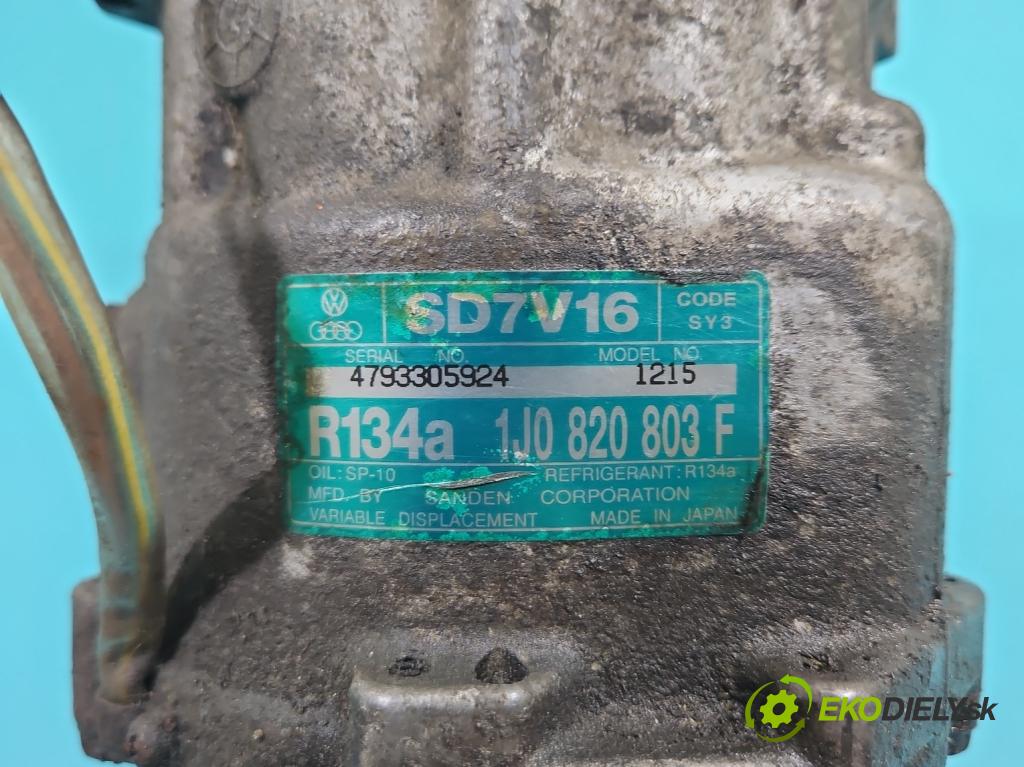 SD7V16
CODE
SY3
SERIAL NO. MODEL NO.
4793305924 1215
R134a 1J0 820 803 F
OIL: SP-10 REFRIGERANT: R134a
MFD. BY SANDEN CORPORATION
VARIABLE DISPLACEMENT MADE IN JAPAN
EKODIELY.sk